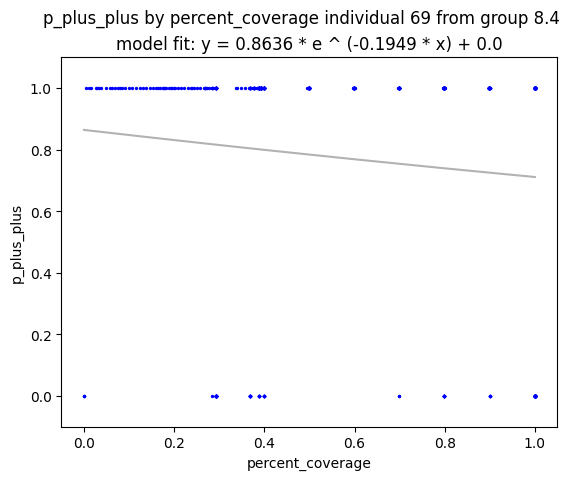 p_plus_plus by percent_coverage individual 69 from group 8.4
model fit: y = 0.8636 * e ^ (-0.1949 * x) + 0.0
1.0
0.8
0.6
0.4
0.2
0.0
p_plus_plus
0.0 0.2 0.4 0.6 0.8 1.0
percent_coverage